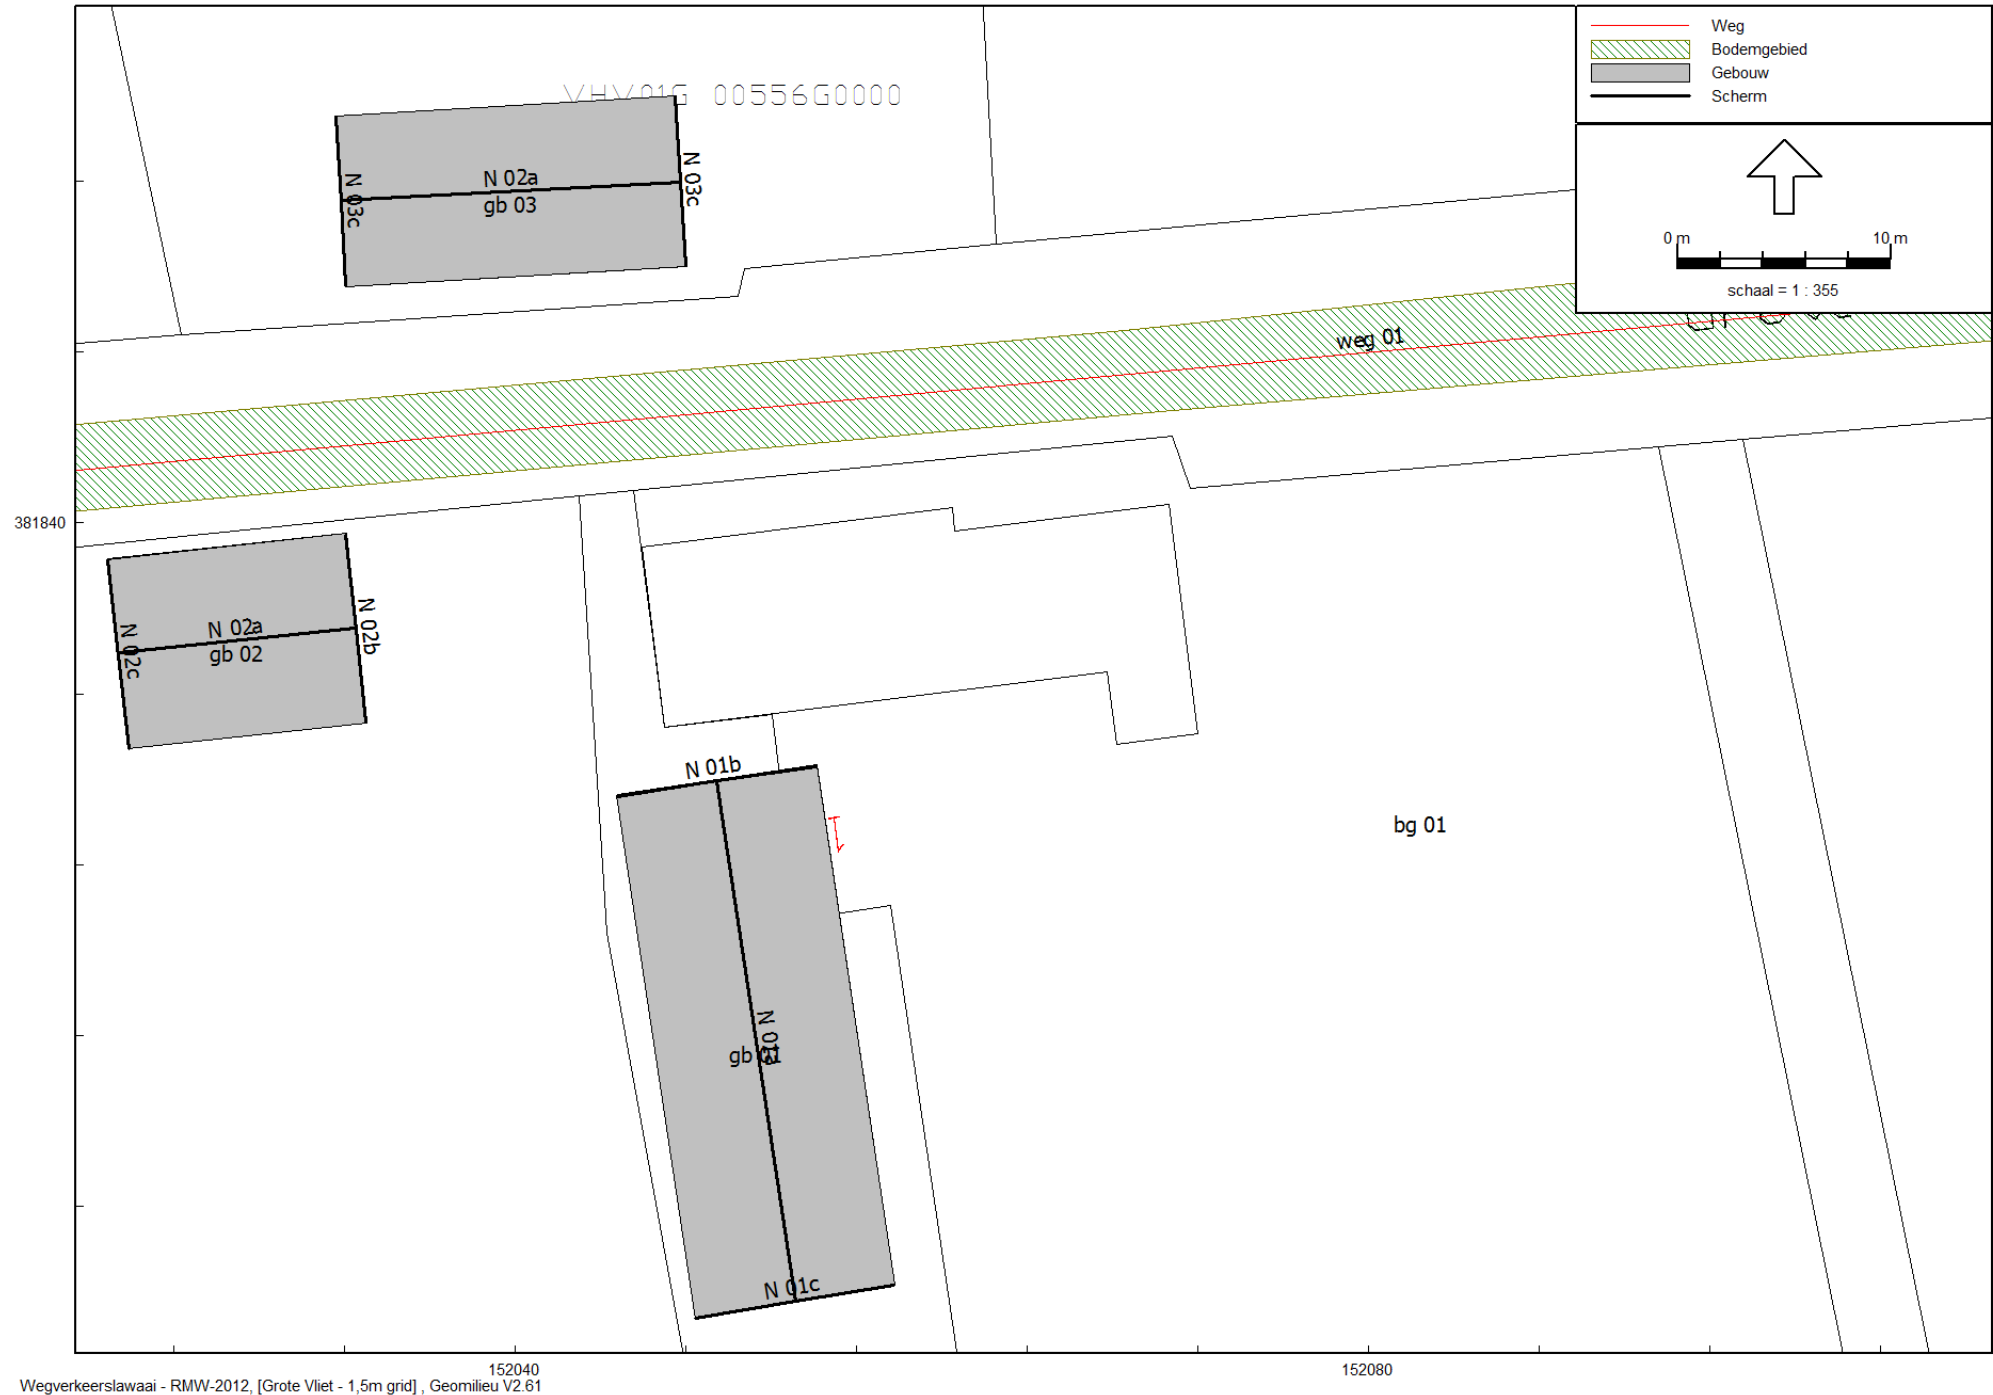 Weg
Bodemgebied
Gebouw
Scherm
0 m 10 m
schaal = 1 : 355
00556G0000
N 02a
gb 03
N 03c
N 03c
weg 01
381840
N 02a
gb 02
N 02c
N 02b
N 01b
bg 01
gb 01
N 01c
152040
152080
Wegverkeerslawaai - RMW-2012, [Grote Vliet - 1,5m grid] , Geomilieu V2.61